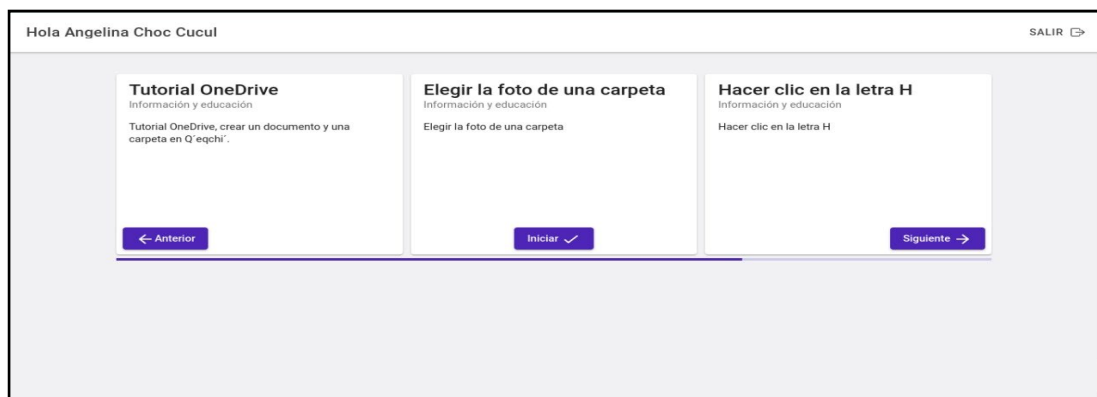 Hola Angelina Choc Cucul
SALIR
Tutorial OneDrive
Información y educación
Tutorial OneDrive, crear un documento y una
carpeta en Q´eqchi´.
Anterior
Elegir la foto de una carpeta
Información y educación
Elegir la foto de una carpeta
Iniciar
Hacer clic en la letra H
Información y educación
Hacer clic en la letra H
Siguiente